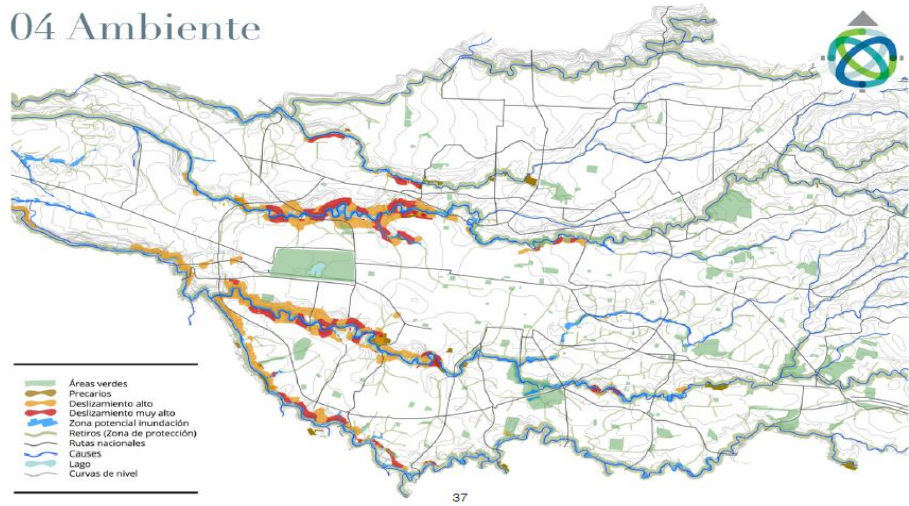 04 Ambiente
Áreas verdes
Precarios
Deslizamiento alto
Deslizamiento muy alto
Zona potencial inundación
Retiros (Zona de protección)
Rutas nacionales
Causes
Lago
Curvas de nivel
37